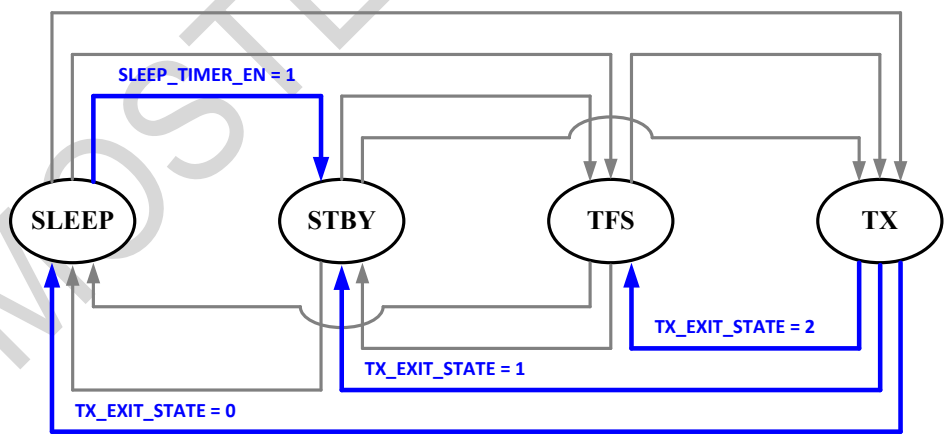 SLEEP_TIMER_EN = 1
SLEEP
STBY
TFS
TX
TX_EXIT_STATE = 2
TX_EXIT_STATE = 1
TX_EXIT_STATE = 0